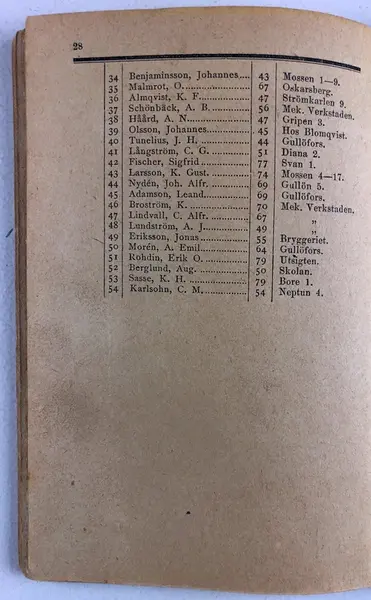 28
34 Benjaminsson, Johannes.... 43 Mossen 1—9.
35 Malmrot, O. 67 Oskarsberg.
36 Almqvist, K. F. 47 Strömkarlen 9.
37 Schönbäck, A. B. 56 Mek. Verkstaden.
38 Håård, A. N. 47 Gripen 3.
39 Olsson, Johannes 45 Hos Blomqvist.
40 Tunelius, J. H. 44 Gullöfors.
41 Långström, C. G. 51 Diana 2.
42 Fischer, Sigfrid 77 Svan 1.
43 Larsson, K. Gust. 74 Mossen 4—17.
44 Nydén, Joh. Alfr. 69 Gullön 5.
45 Adamson, Leand. 69 Gullöfors.
46 Broström, K. 70 Mek. Verkstaden.
47 Lindvall, C. Alfr. 67 „
48 Lundström, A. J. 49 „
49 Eriksson, Jonas 55 Bryggeriet.
50 Morén, A. Emil 64 Gullöfors.
51 Rohdin, Erik O. 79 Utsigten.
52 Berglund, Aug. 50 Skolan.
53 Sasse, K. H. 79 Bore 1.
54 Karlsohn, C. M. 54 Neptun 4.